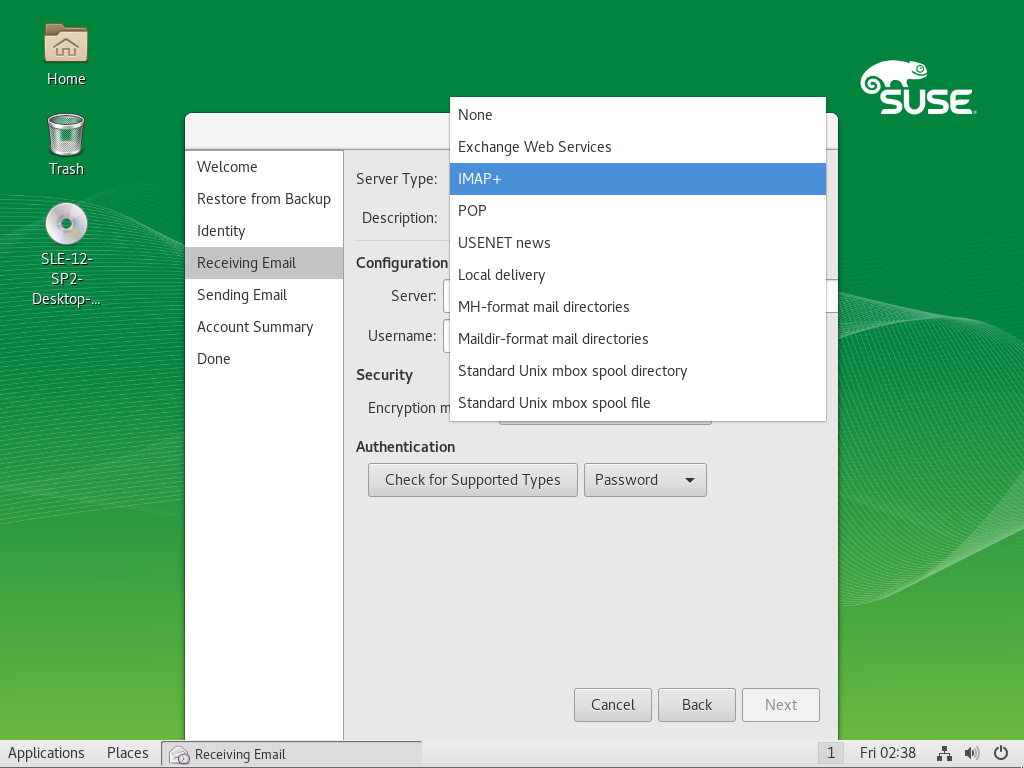 Home
Trash
SLE-12-
SP2-
Desktop-...
SUSE
None
Exchange Web Services
IMAP+
POP
USENET news
Local delivery
MH-format mail directories
Maildir-format mail directories
Standard Unix mbox spool directory
Standard Unix mbox spool file
Welcome
Restore from Backup
Identity
Receiving Email
Sending Email
Account Summary
Done
Server Type:
Description:
Configuration
Server:
Username:
Security
Encryption m
Authentication
Check for Supported Types
Password
Cancel
Back
Next
Applications
Places
Receiving Email
1
Fri 02:38